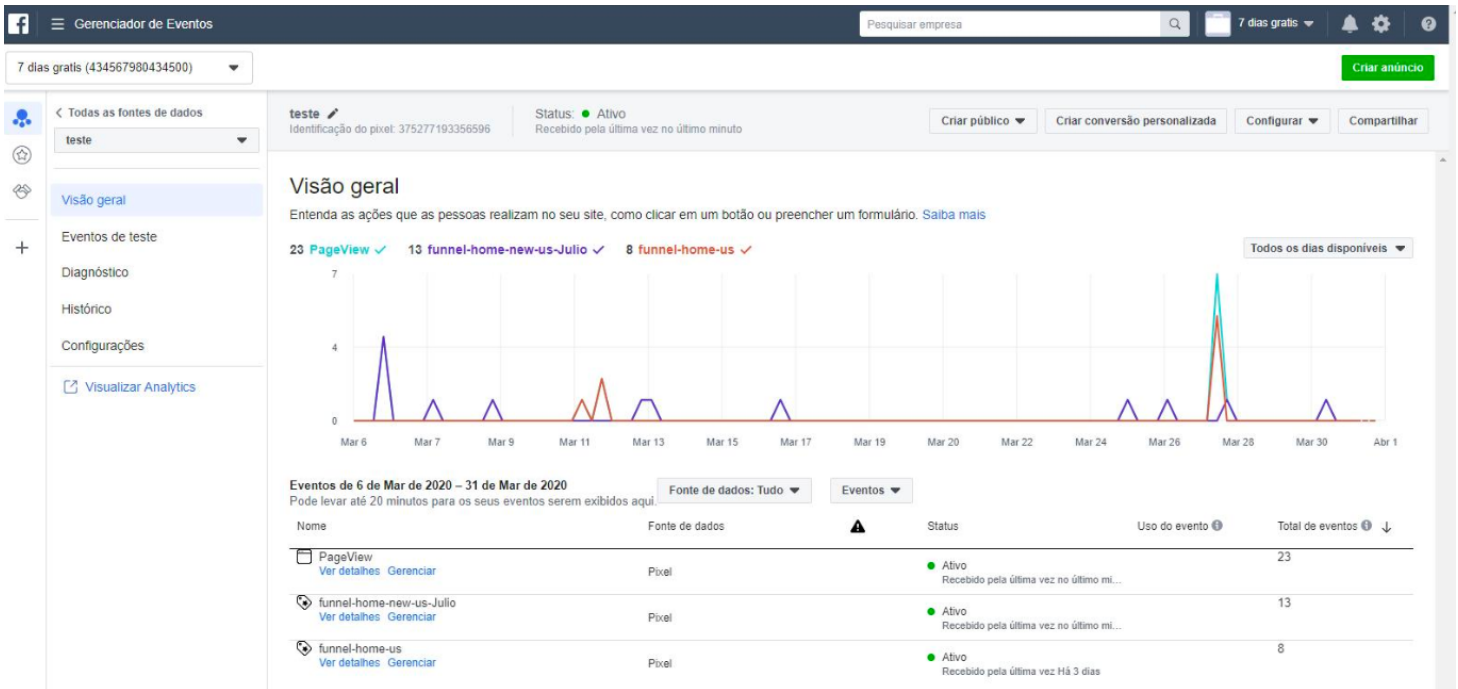 Gerenciador de Eventos
Pesquisar empresa
7 dias gratis
7 dias gratis (434567980434500)
Criar anúncio
Todas as fontes de dados
teste
Visão geral
Eventos de teste
Diagnóstico
Histórico
Configurações
Visualizar Analytics
teste
Identificação do pixel: 375277193356596
Status: Ativo
Recebido pela última vez no último minuto
Criar público
Criar conversão personalizada
Configurar
Compartilhar
Visão geral
Entenda as ações que as pessoas realizam no seu site, como clicar em um botão ou preencher um formulário. Saiba mais
23 PageView 13 funnel-home-new-us-Julio 8 funnel-home-us
Todos os dias disponíveis
7
4
0
Mar 6 Mar 7 Mar 9 Mar 11 Mar 13 Mar 15 Mar 17 Mar 19 Mar 20 Mar 22 Mar 24 Mar 26 Mar 28 Mar 30 Abr 1
Eventos de 6 de Mar de 2020 – 31 de Mar de 2020
Pode levar até 20 minutos para os seus eventos serem exibidos aqui.
Fonte de dados: Tudo
Eventos
Nome Fonte de dados Status Uso do evento Total de eventos
PageView
Ver detalhes Gerenciar
Pixel
Ativo
Recebido pela última vez no último mi...
23
funnel-home-new-us-Julio
Ver detalhes Gerenciar
Pixel
Ativo
Recebido pela última vez no último mi...
13
funnel-home-us
Ver detalhes Gerenciar
Pixel
Ativo
Recebido pela última vez Há 3 dias
8